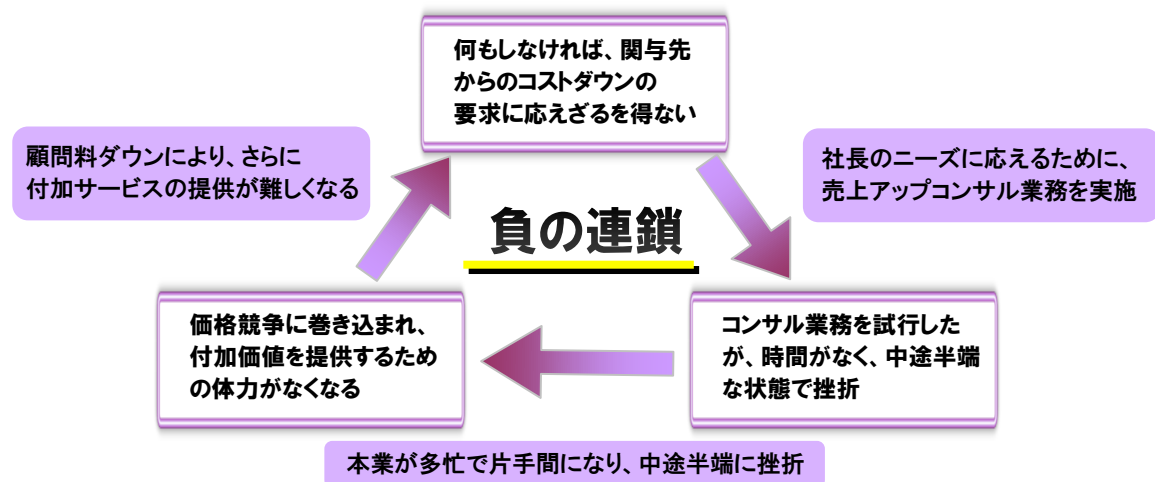 何もしなければ、関与先
からのコストダウンの
要求に応えざるを得ない
顧問料ダウンにより、さらに
付加サービスの提供が難しくなる
社長のニーズに応えるために、
売上アップコンサル業務を実施
負の連鎖
価格競争に巻き込まれ、
付加価値を提供するため
の体力がなくなる
コンサル業務を試行した
が、時間がなく、中途半端
な状態で挫折
本業が多忙で片手間になり、中途半端に挫折